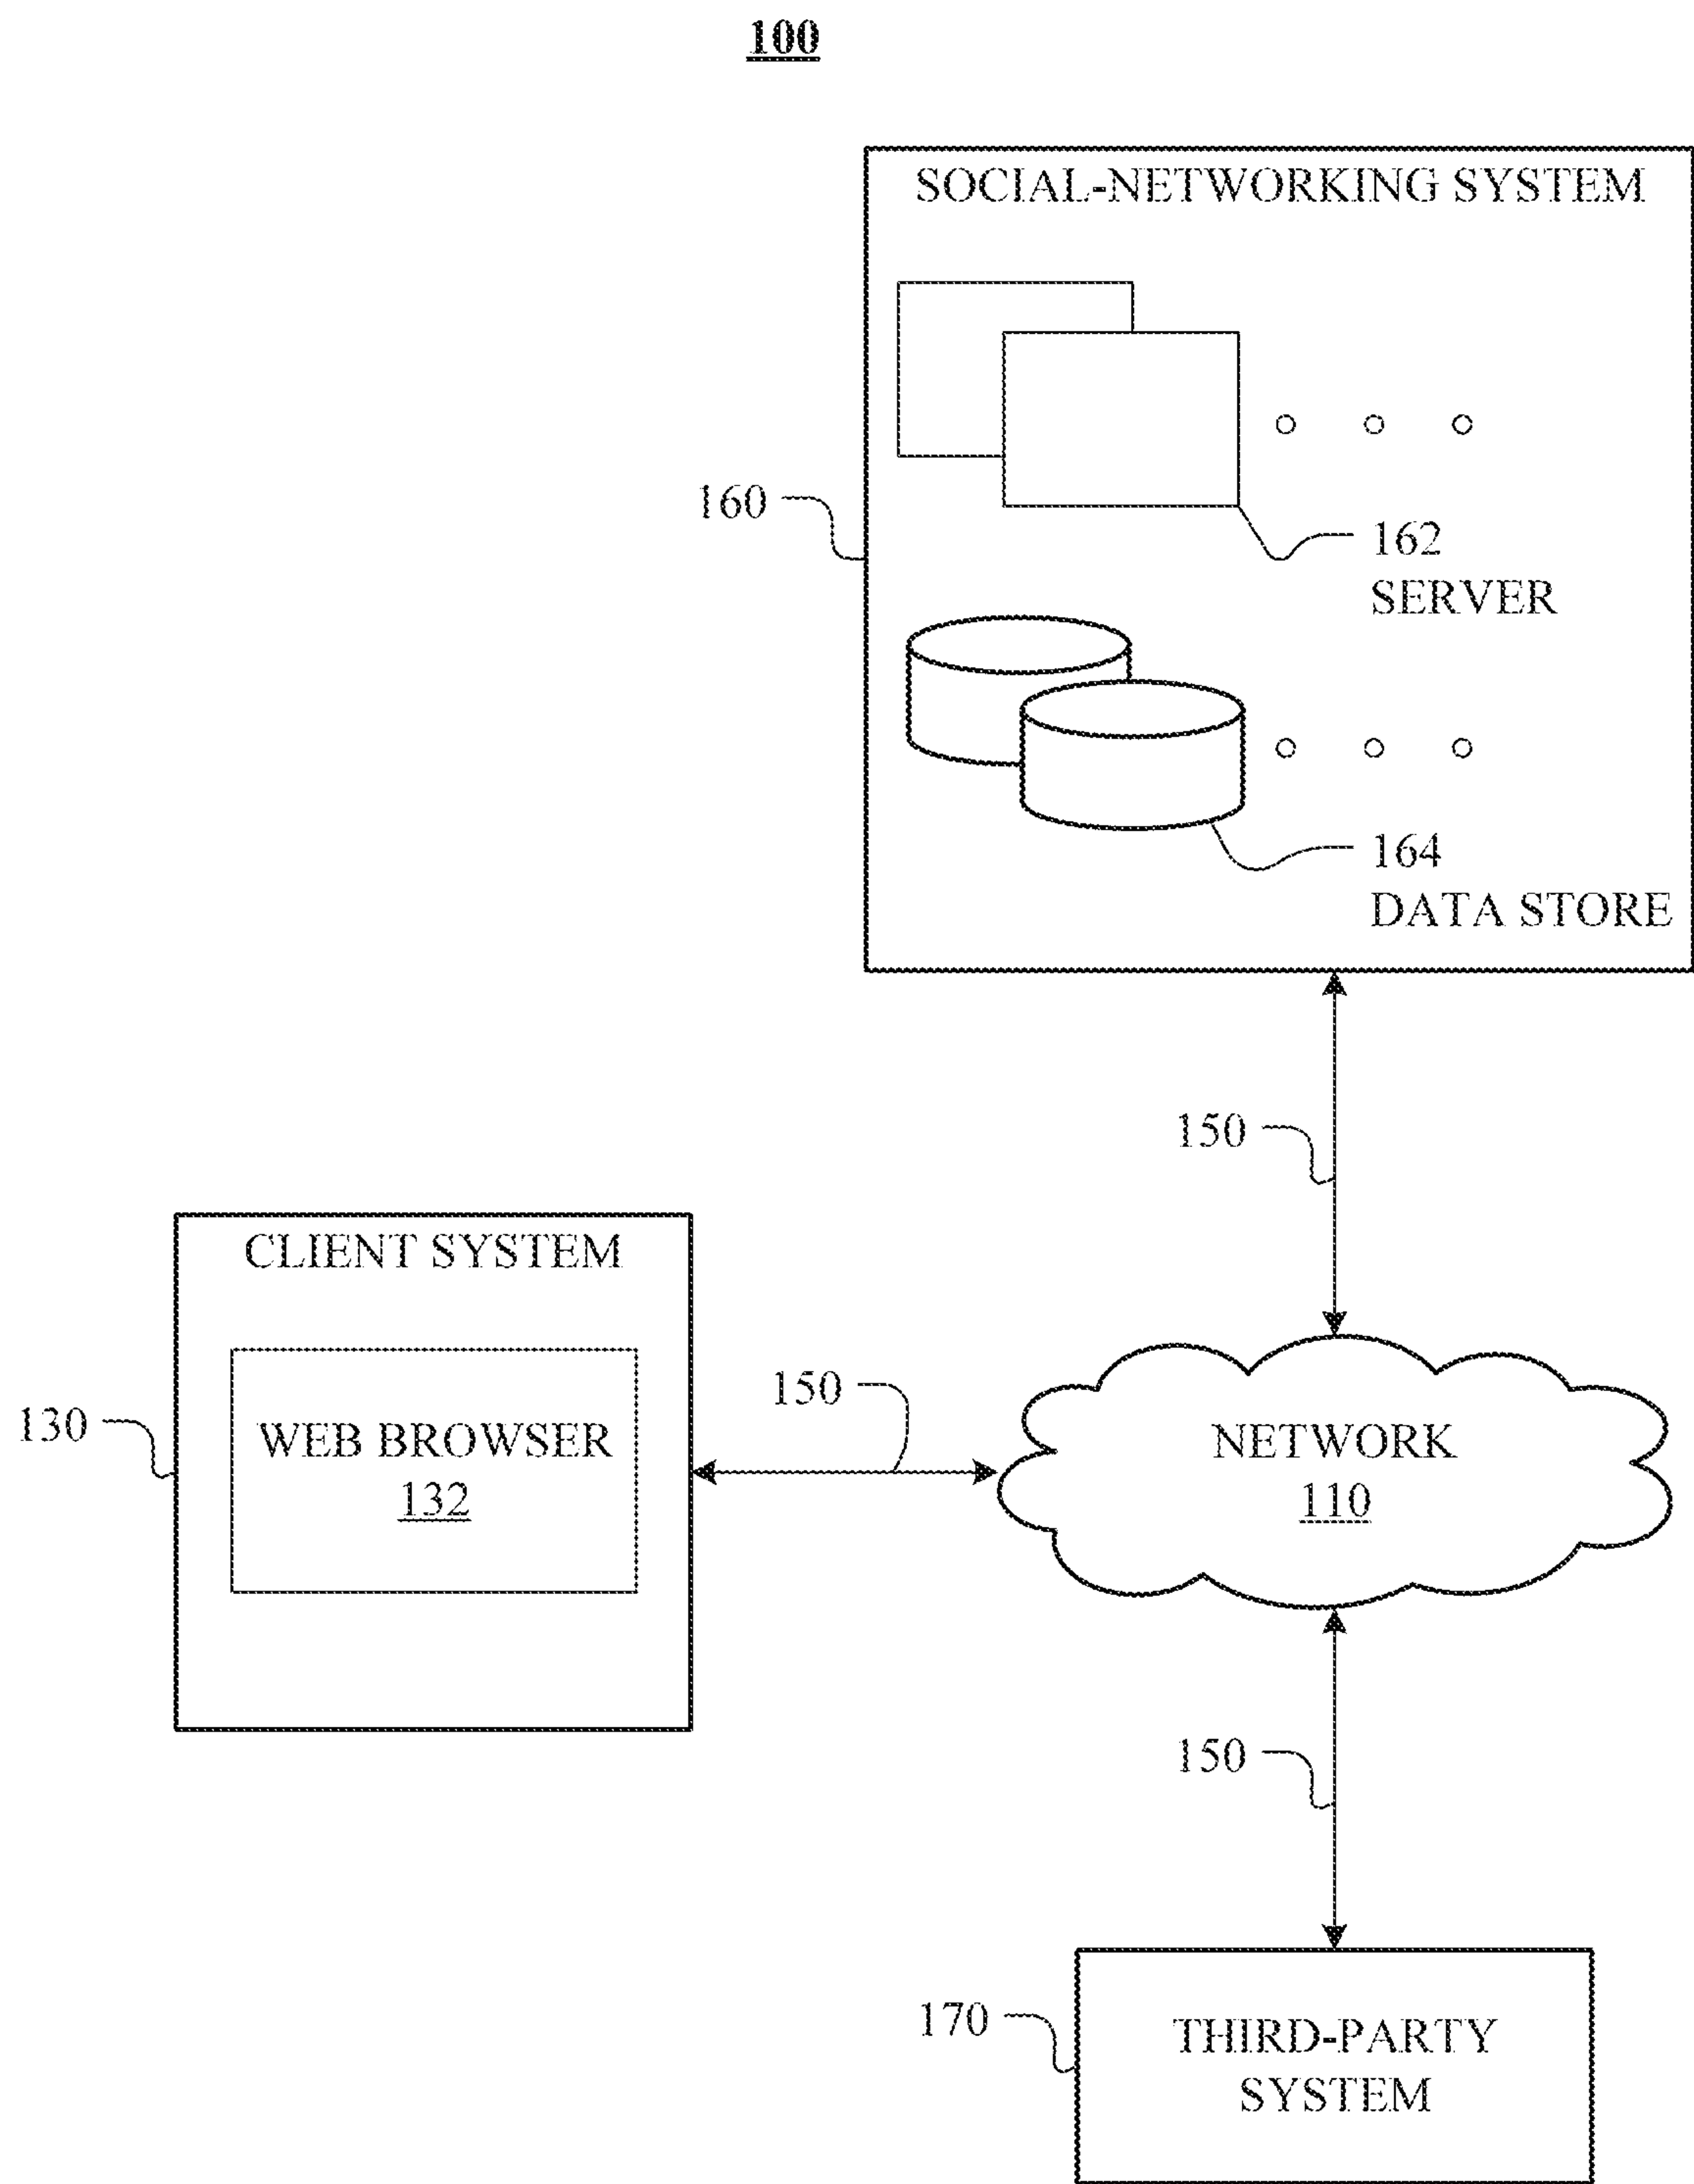 100
SOCIAL-NETWORKING SYSTEM
160
162
SERVER
164
DATA STORE
150
CLIENT SYSTEM
130
WEB BROWSER
132
150
NETWORK
110
150
170
THIRD-PARTY
SYSTEM